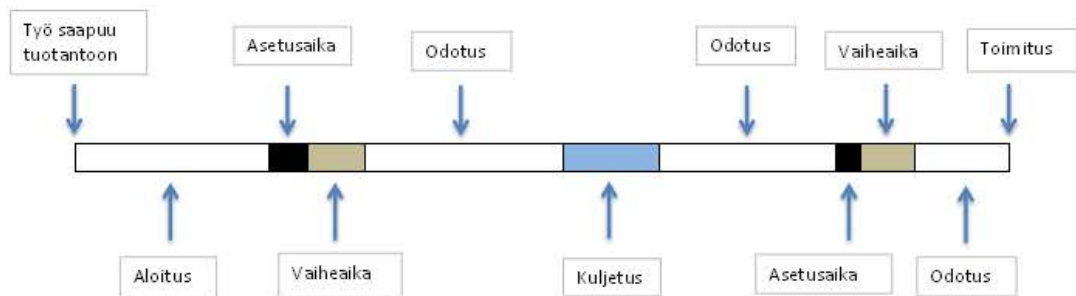 Työ saapuu
tuotantoon
Asetusaika
Odotus
Odotus
Vaiheaika
Toimitus
Aloitus
Vaiheaika
Kuljetus
Asetusaika
Odotus